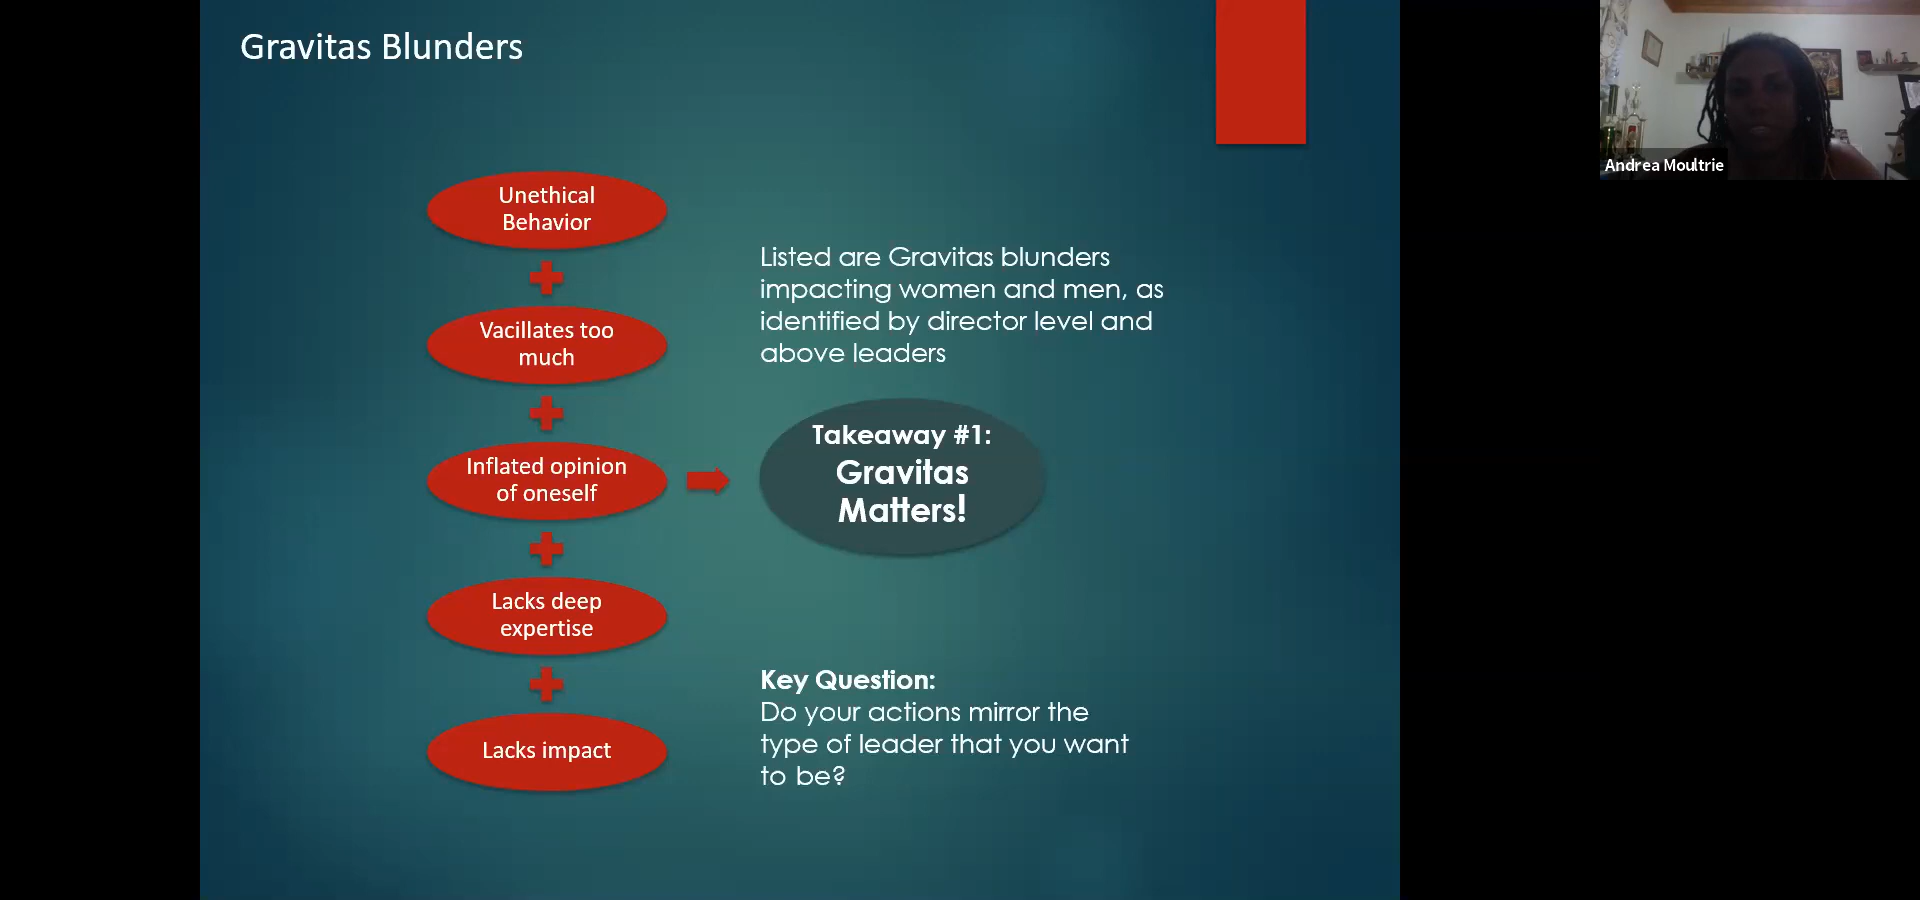 Gravitas Blunders
Unethical
Behavior
Vacillates too
much
Inflated opinion
of oneself
Lacks deep
expertise
Lacks impact
Listed are Gravitas blunders
impacting women and men, as
identified by director level and
above leaders
Takeaway #1:
Gravitas
Matters!
Key Question:
Do your actions mirror the
type of leader that you want
to be?
Andrea Moultrie